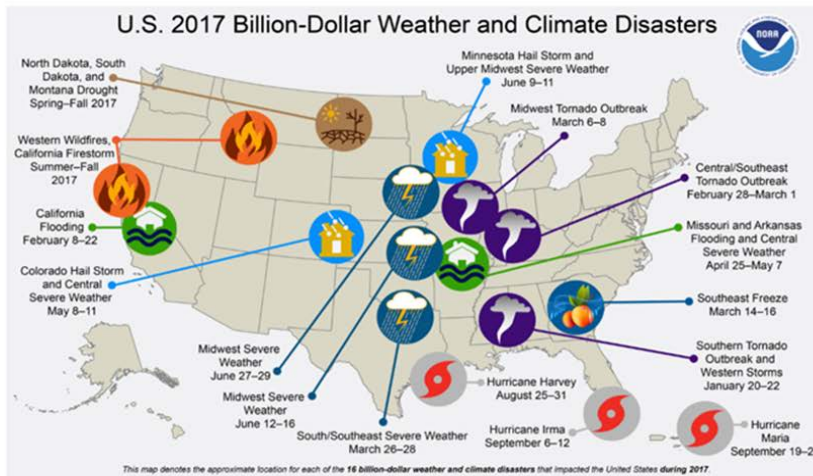 U.S. 2017 Billion-Dollar Weather and Climate Disasters
NOAA
North Dakota, South
Dakota, and
Montana Drought
Spring–Fall 2017
Minnesota Hail Storm and
Upper Midwest Severe Weather
June 9–11
Midwest Tornado Outbreak
March 6–8
Western Wildfires,
California Firestorm
Summer–Fall
2017
Central/Southeast
Tornado Outbreak
February 28–March 1
California
Flooding
February 8–22
Missouri and Arkansas
Flooding and Central
Severe Weather
April 25–May 7
Colorado Hail Storm
and Central
Severe Weather
May 8–11
Southeast Freeze
March 14–16
Midwest Severe
Weather
June 27–29
Southern Tornado
Outbreak and
Western Storms
January 20–22
Midwest Severe
Weather
June 12–16
Hurricane Harvey
August 25–31
South/Southeast Severe Weather
March 26–28
Hurricane Irma
September 6–12
Hurricane
Maria
September 19–2
This map denotes the approximate location for each of the 16 billion-dollar weather and climate disasters that impacted the United States during 2017.